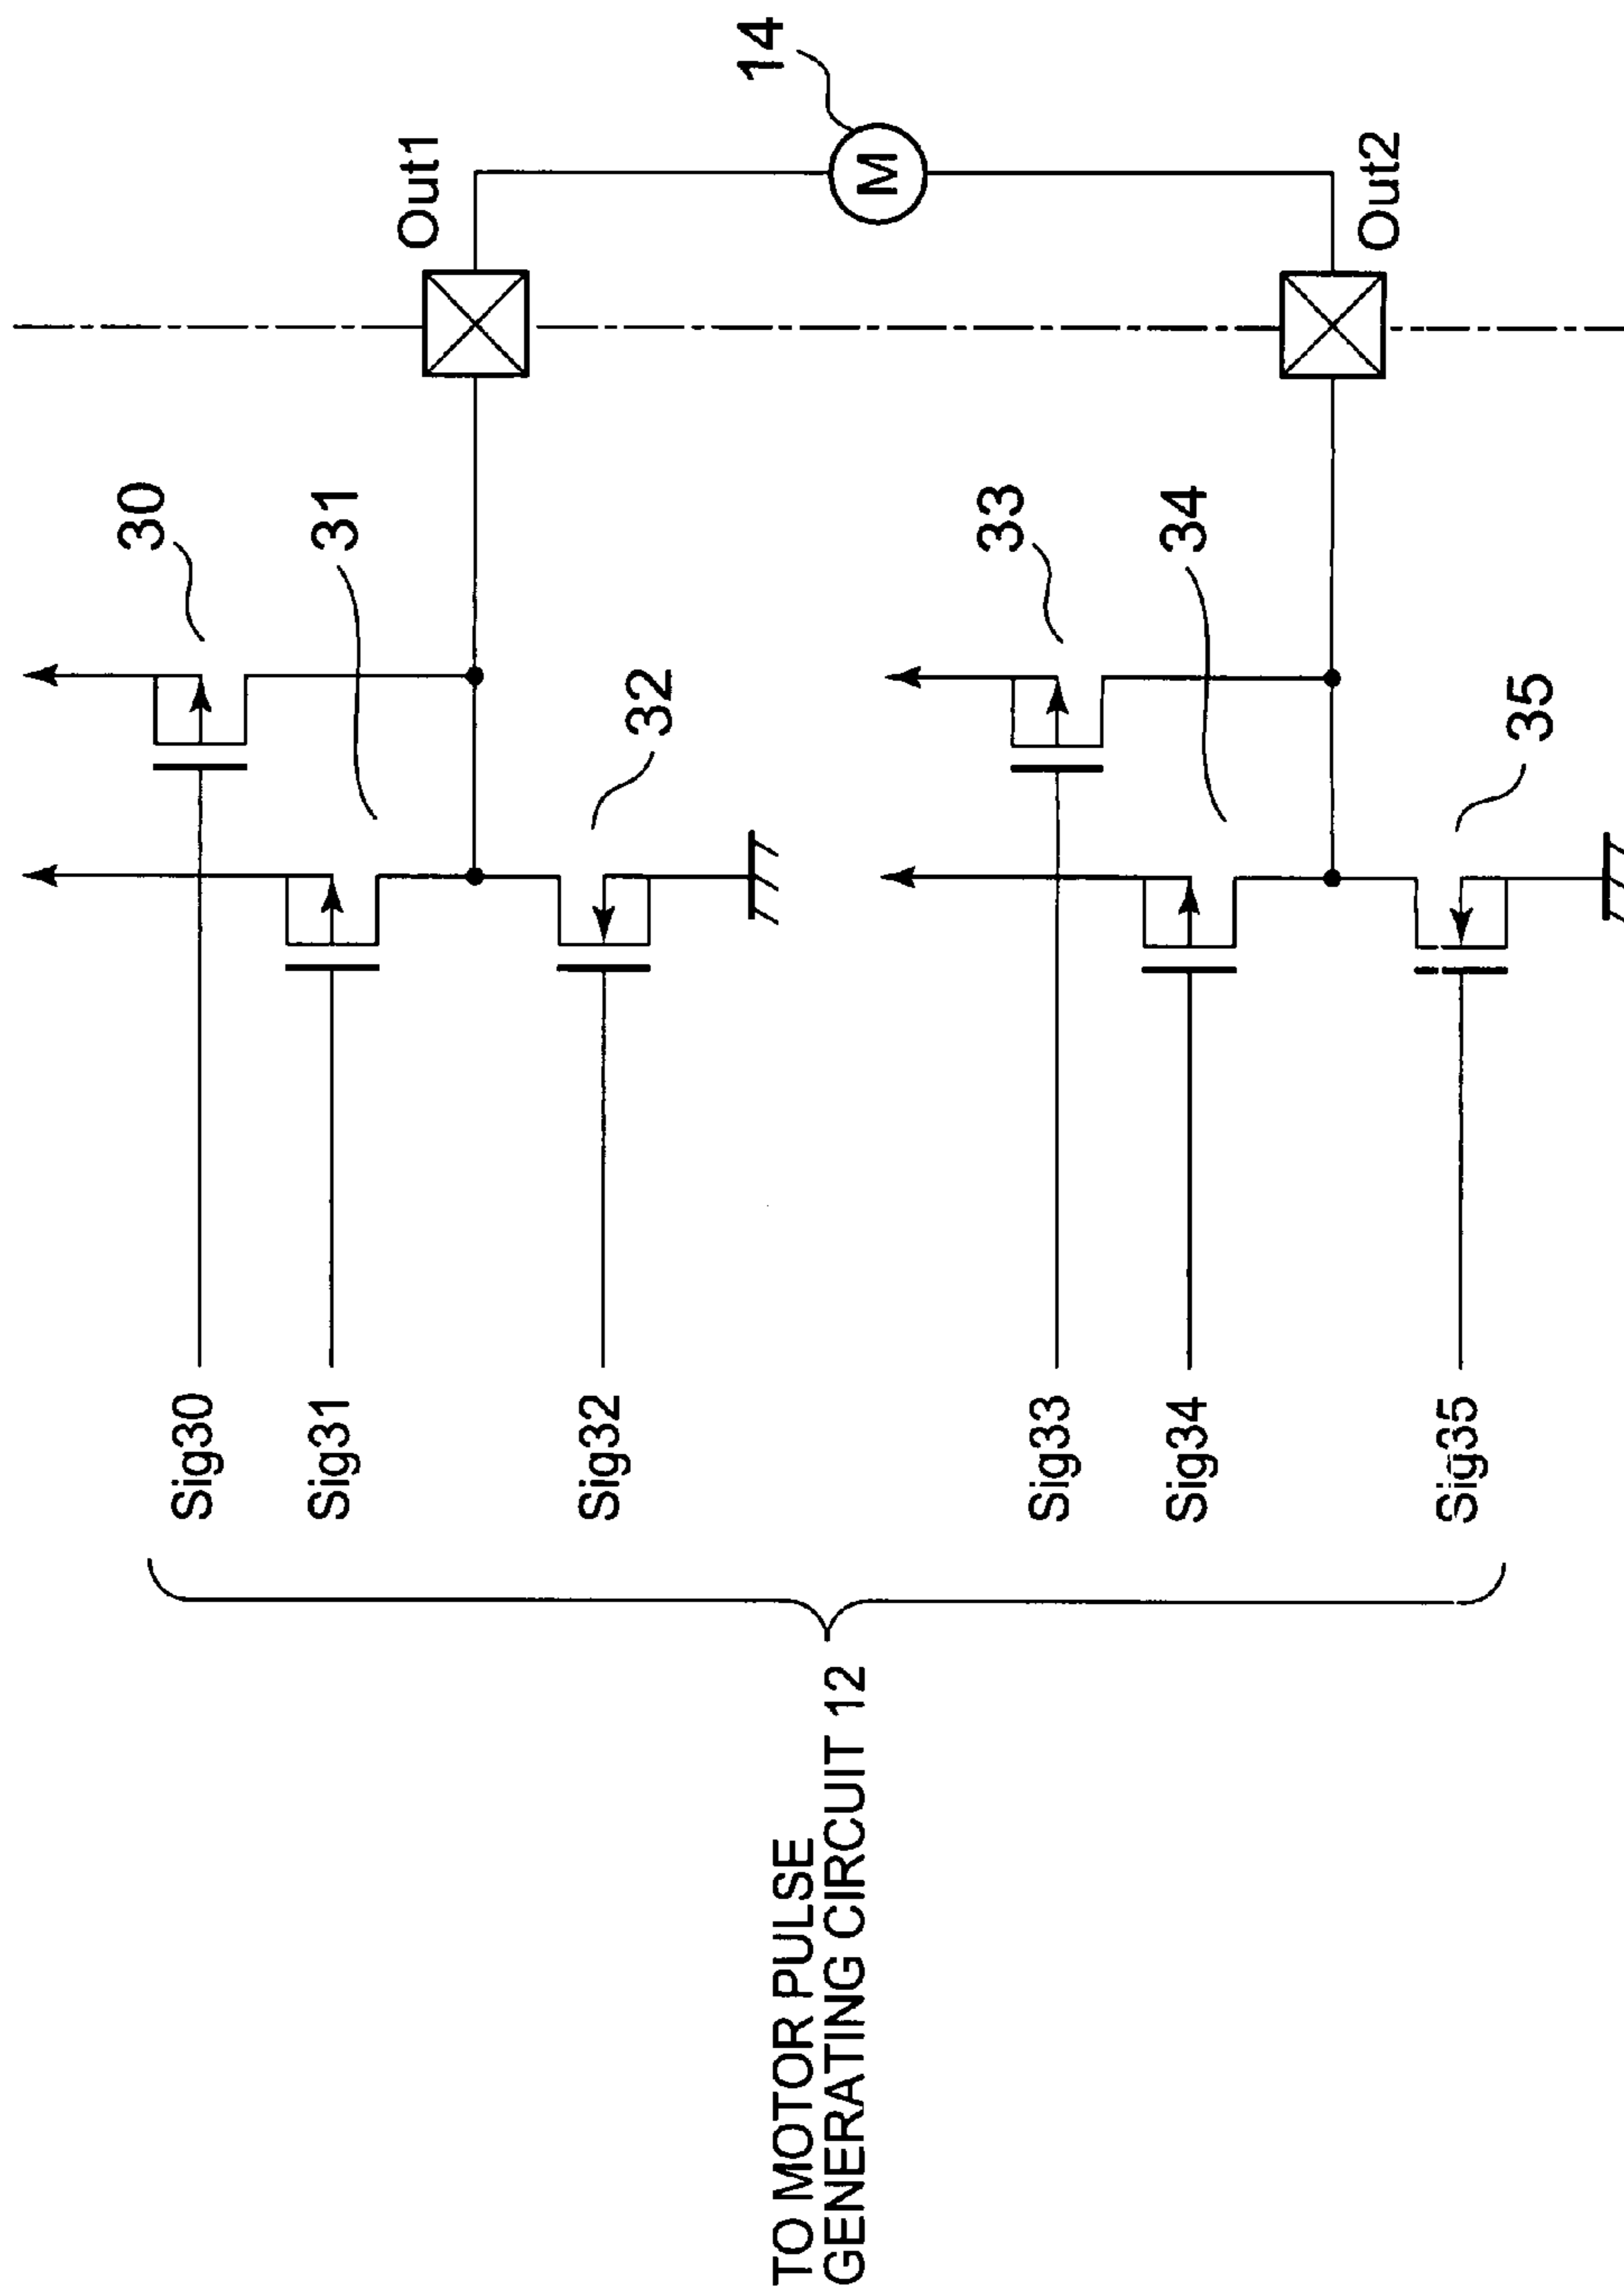 TO MOTOR PULSE
GENERATING CIRCUIT 12
Sig30
Sig31
Sig32
Sig33
Sig34
Sig35
30
31
32
33
34
35
Out1
Out2
14
M